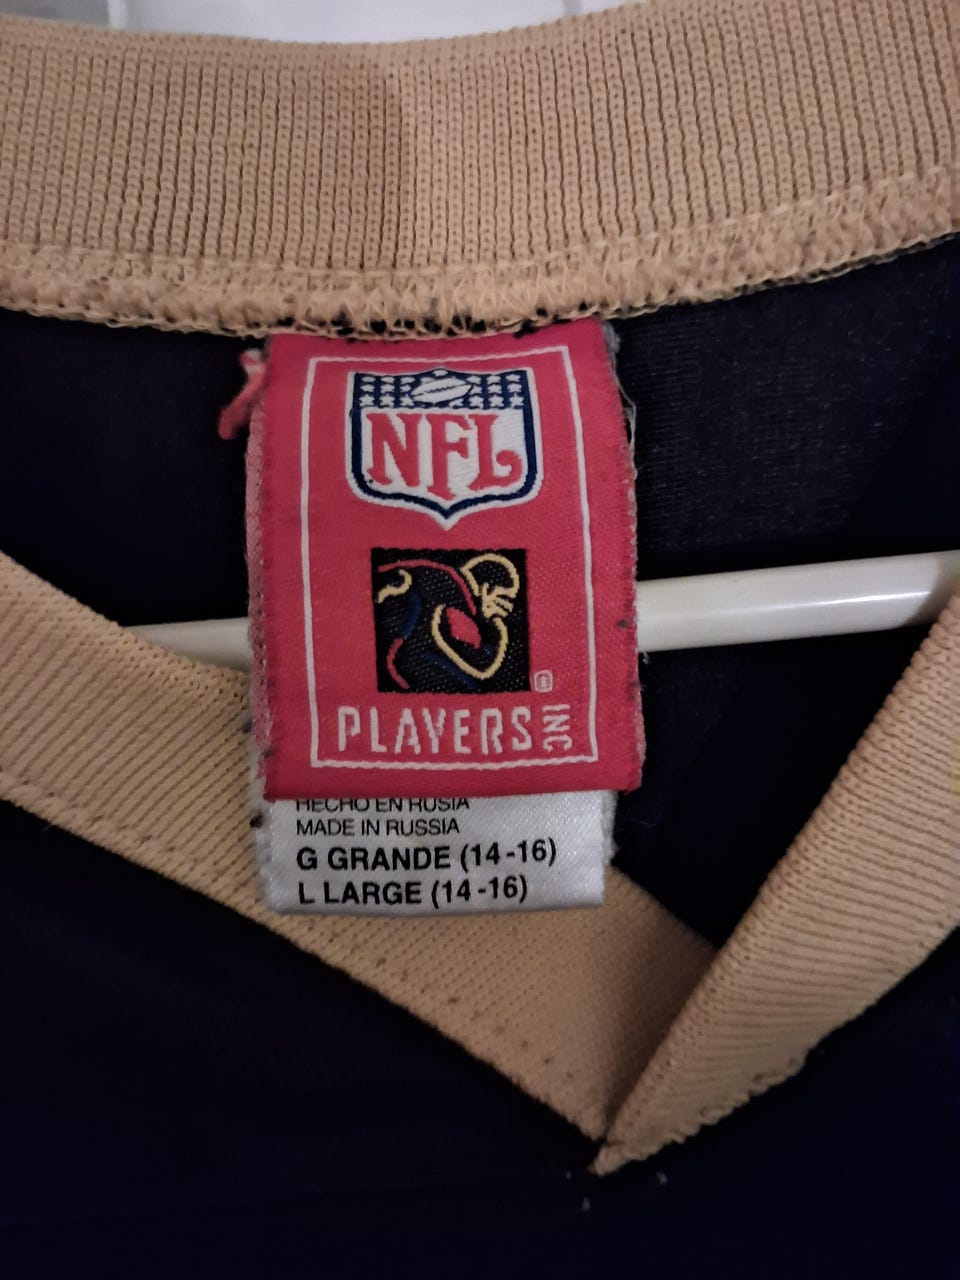 NFL
PLAYERS INC
HECHO EN RUSIA
MADE IN RUSSIA
G GRANDE (14-16)
L LARGE (14-16)